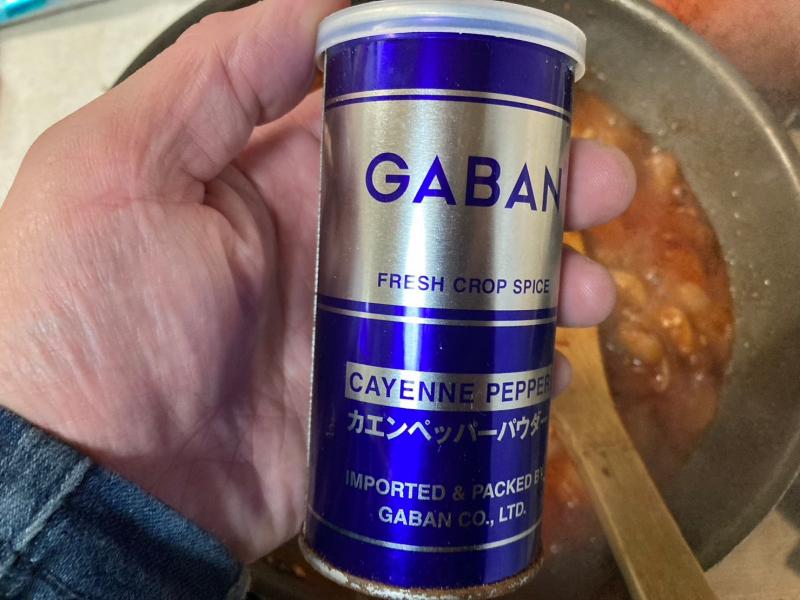 GABAN
FRESH CROP SPICE
CAYENNE PEPPER
カエンペッパーパウダー
IMPORTED & PACKED BY
GABAN CO., LTD.